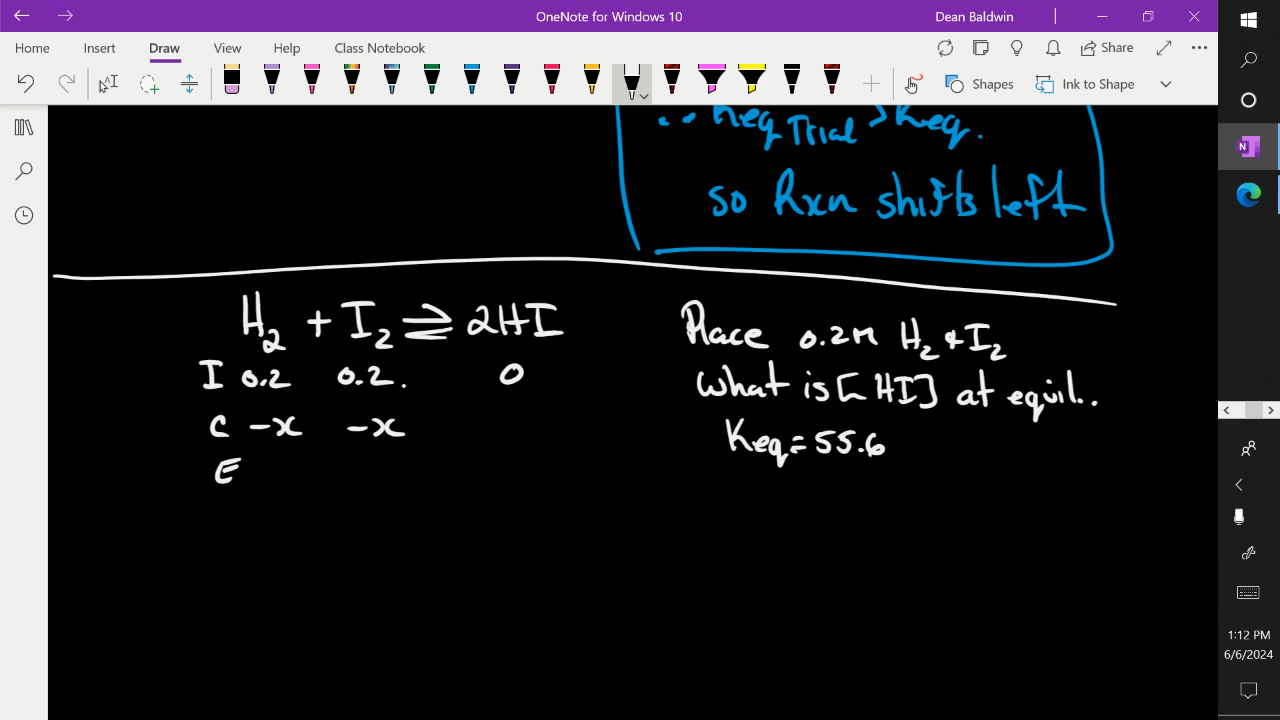 OneNote for Windows 10
Dean Baldwin
Home Insert Draw View Help Class Notebook
Share
Shapes
Ink to Shape
Keq Trial > Keq.
so Rxn shifts left
H2 + I2 ⇌ 2HI
I 0.2 0.2. 0
C -x -x
E
Place 0.2M H2 & I2
What is [HI] at equil..
Keq = 55.6
1:12 PM
6/6/2024